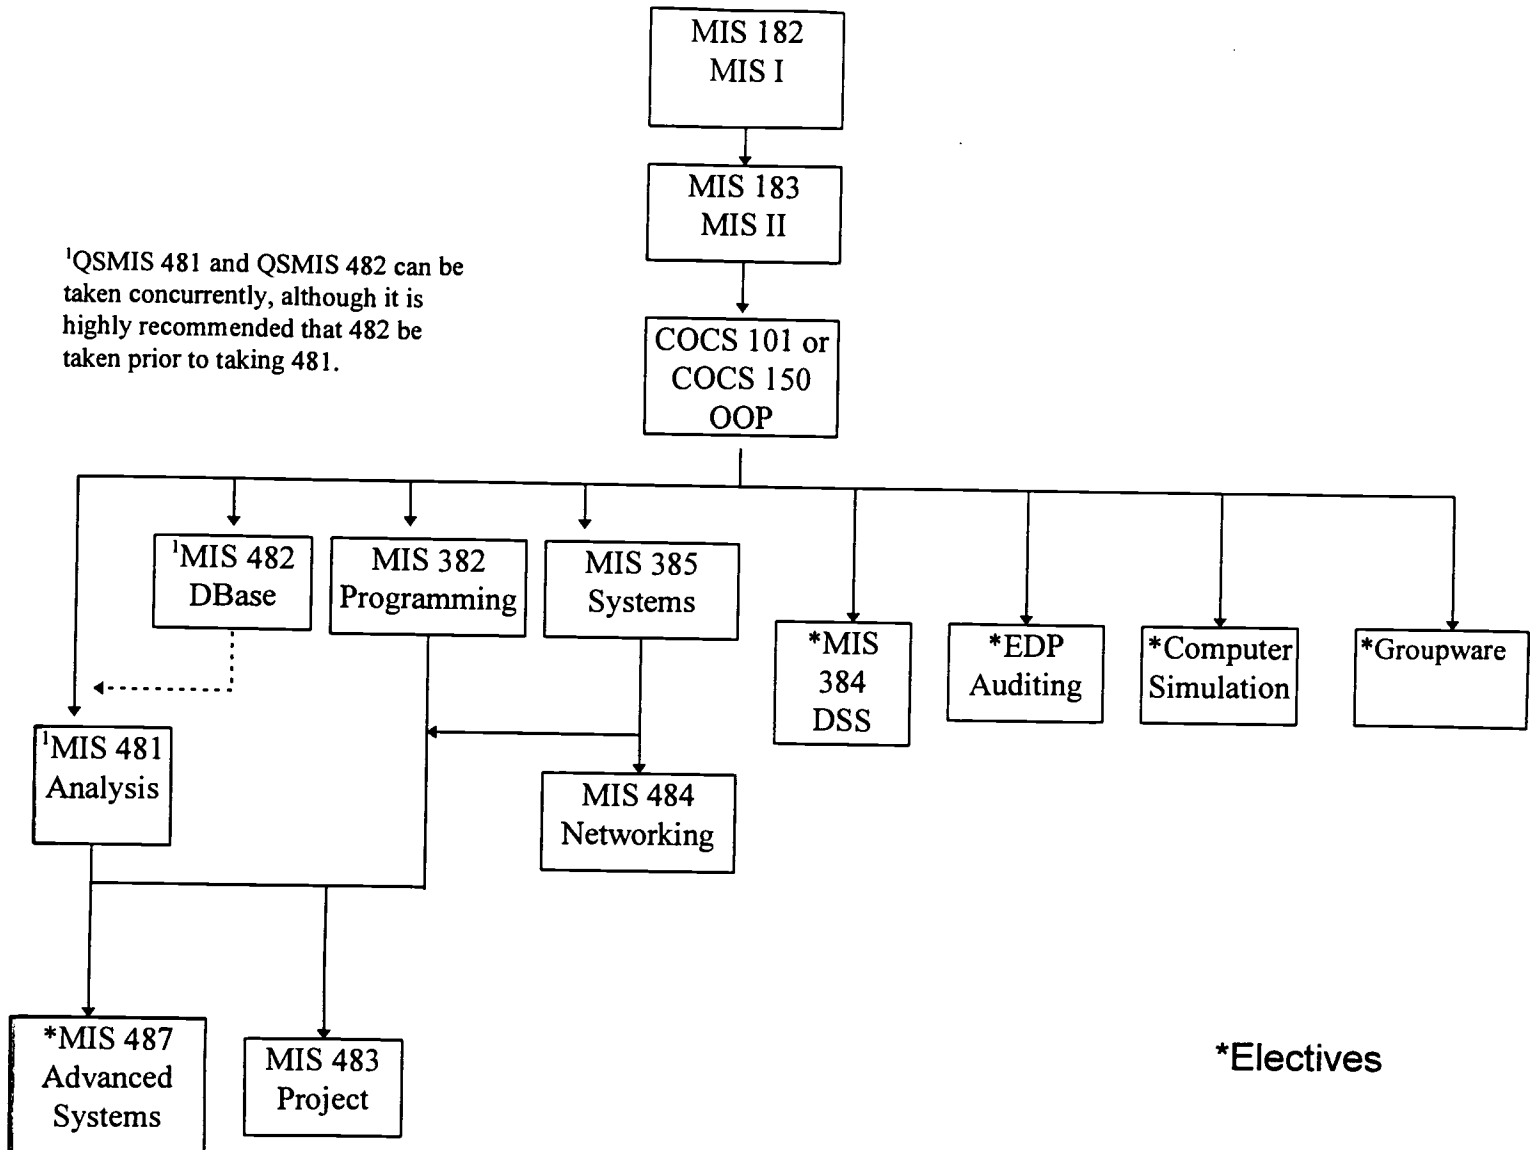 MIS 182
MIS I
MIS 183
MIS II
¹QSMIS 481 and QSMIS 482 can be
taken concurrently, although it is
highly recommended that 482 be
taken prior to taking 481.
COCS 101 or
COCS 150
OOP
¹MIS 482
DBase
MIS 382
Programming
MIS 385
Systems
*MIS
384
DSS
*EDP
Auditing
*Computer
Simulation
*Groupware
¹MIS 481
Analysis
MIS 484
Networking
*MIS 487
Advanced
Systems
MIS 483
Project
*Electives